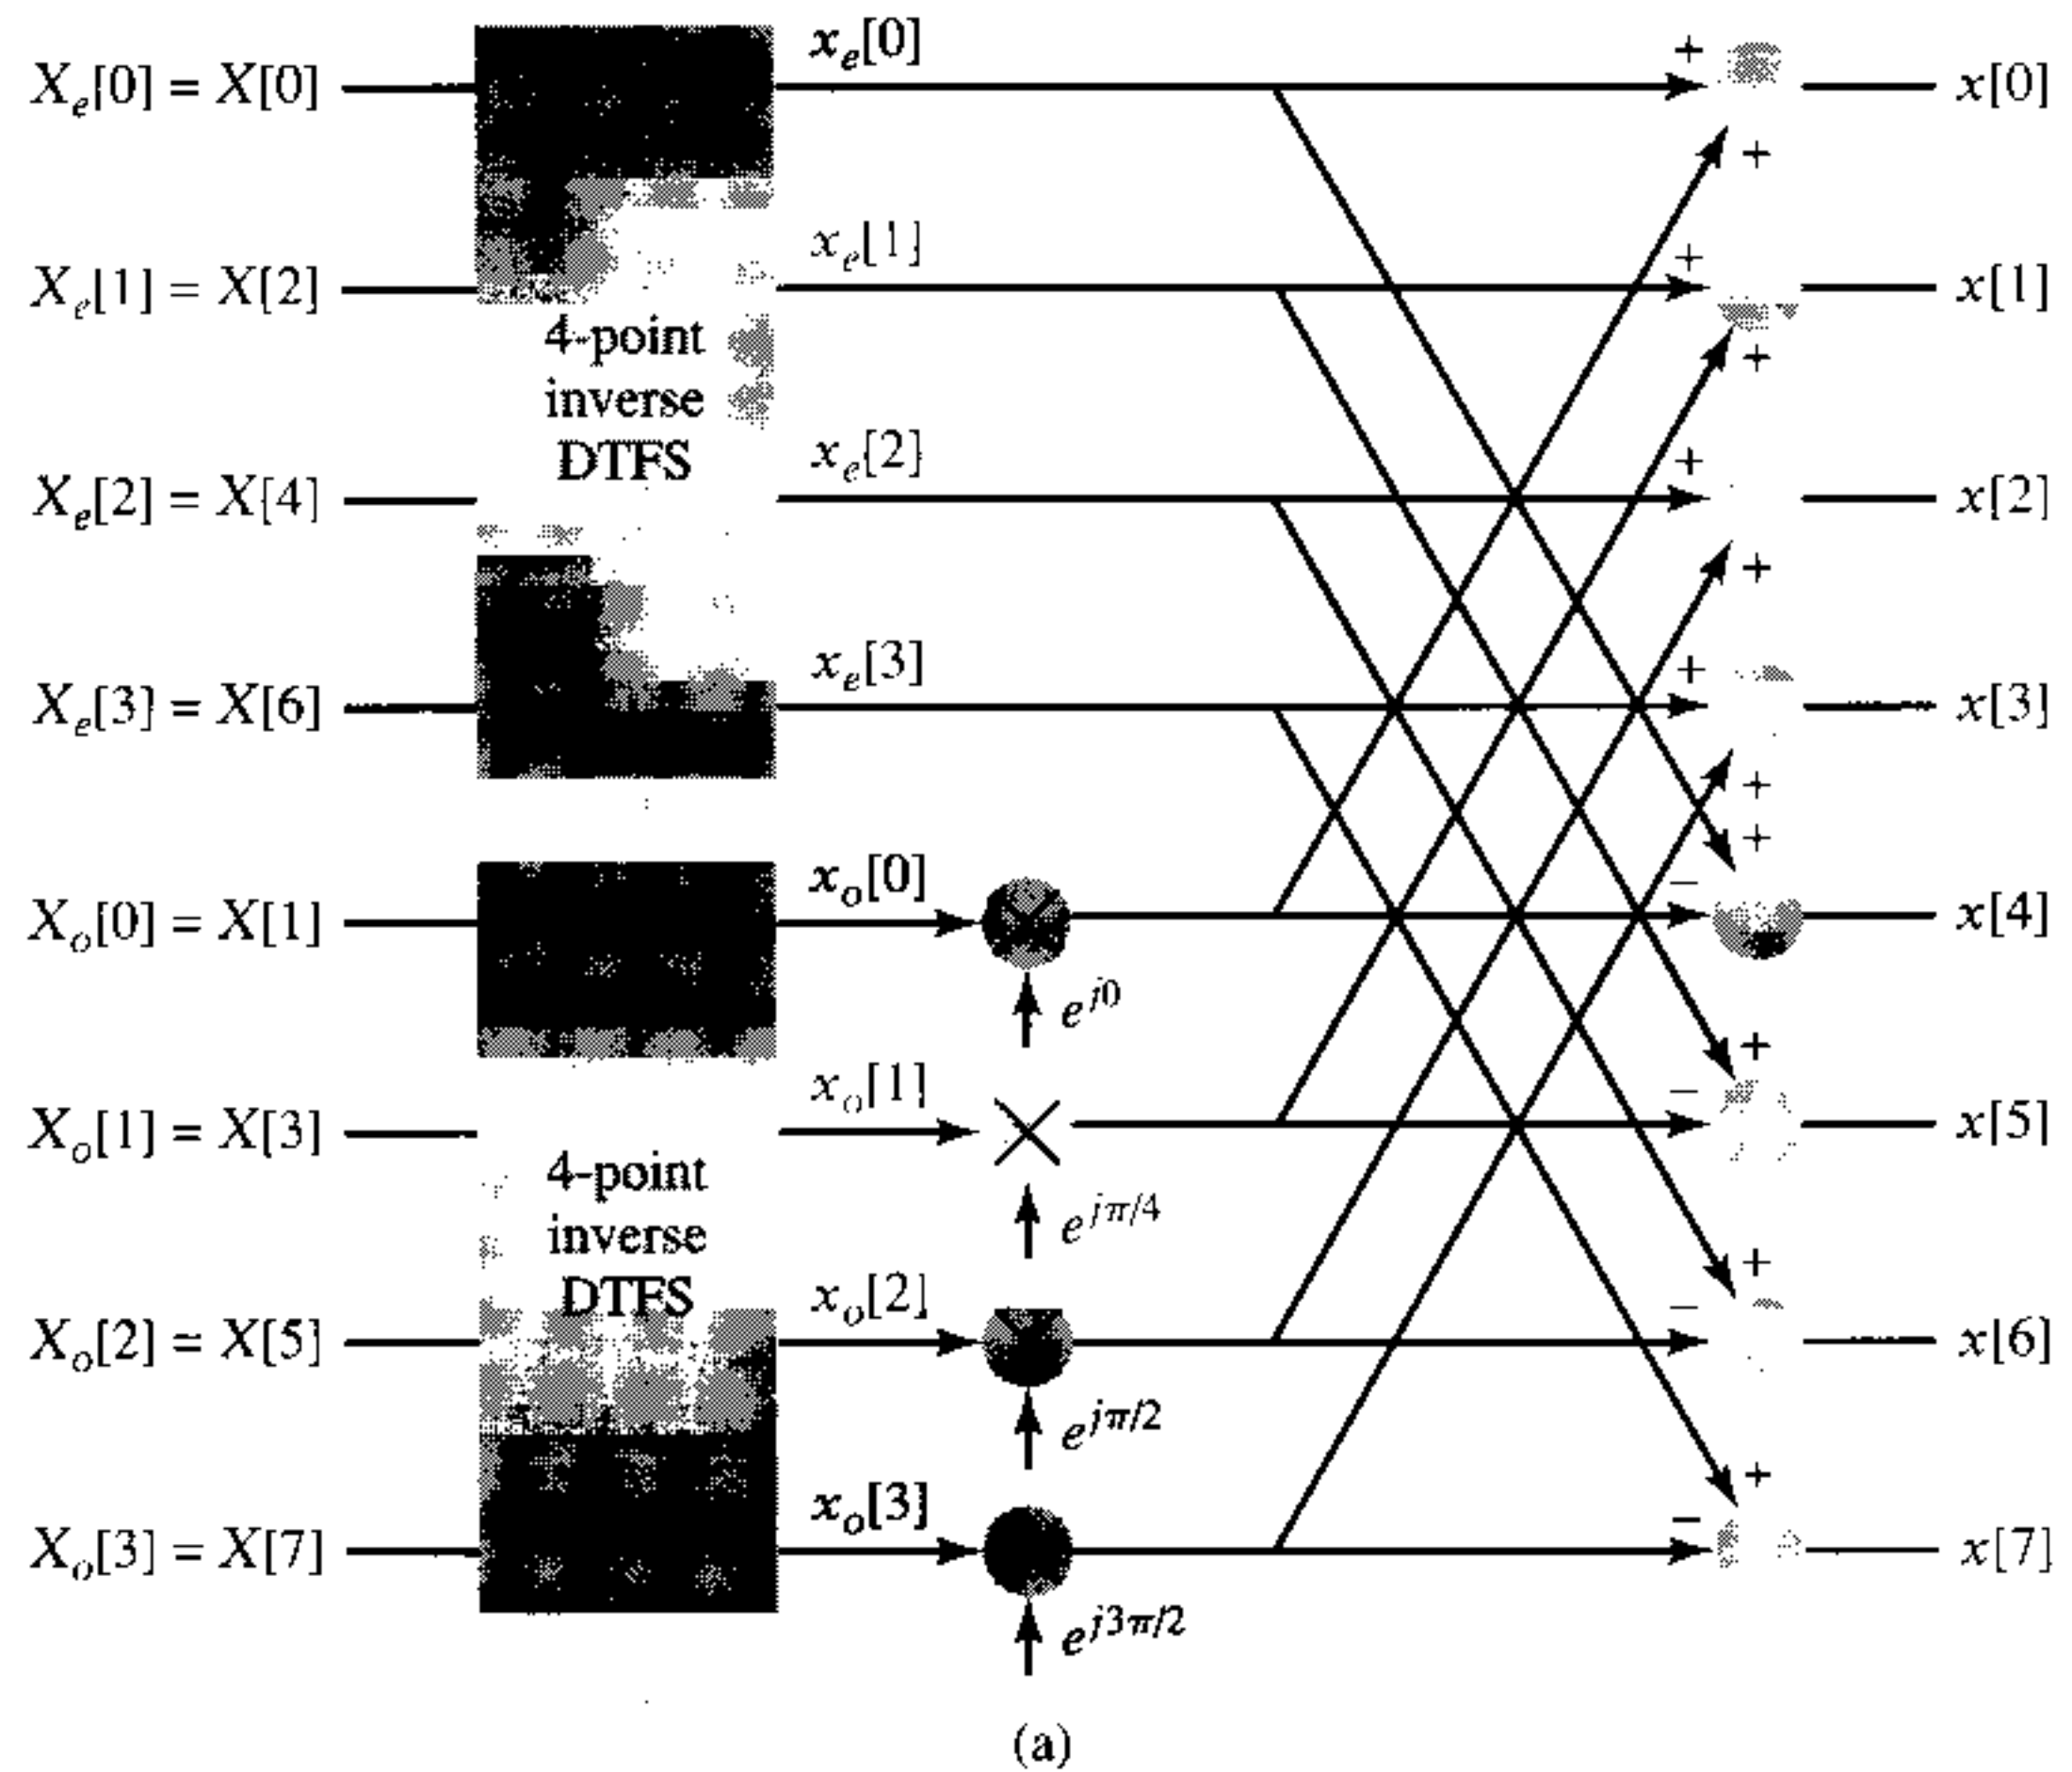 X_e[0] = X[0]
x_e[0]
+
x[0]
+
X_e[1] = X[2]
x_e[1]
+
x[1]
+
4-point
inverse
DTFS
X_e[2] = X[4]
x_e[2]
+
x[2]
+
X_e[3] = X[6]
x_e[3]
+
x[3]
+
+
X_o[0] = X[1]
x_o[0]
−
x[4]
e^{j0}
+
X_o[1] = X[3]
x_o[1]
−
x[5]
4-point
inverse
DTFS
e^{jπ/4}
+
X_o[2] = X[5]
x_o[2]
−
x[6]
e^{jπ/2}
+
X_o[3] = X[7]
x_o[3]
−
x[7]
e^{j3π/2}
(a)